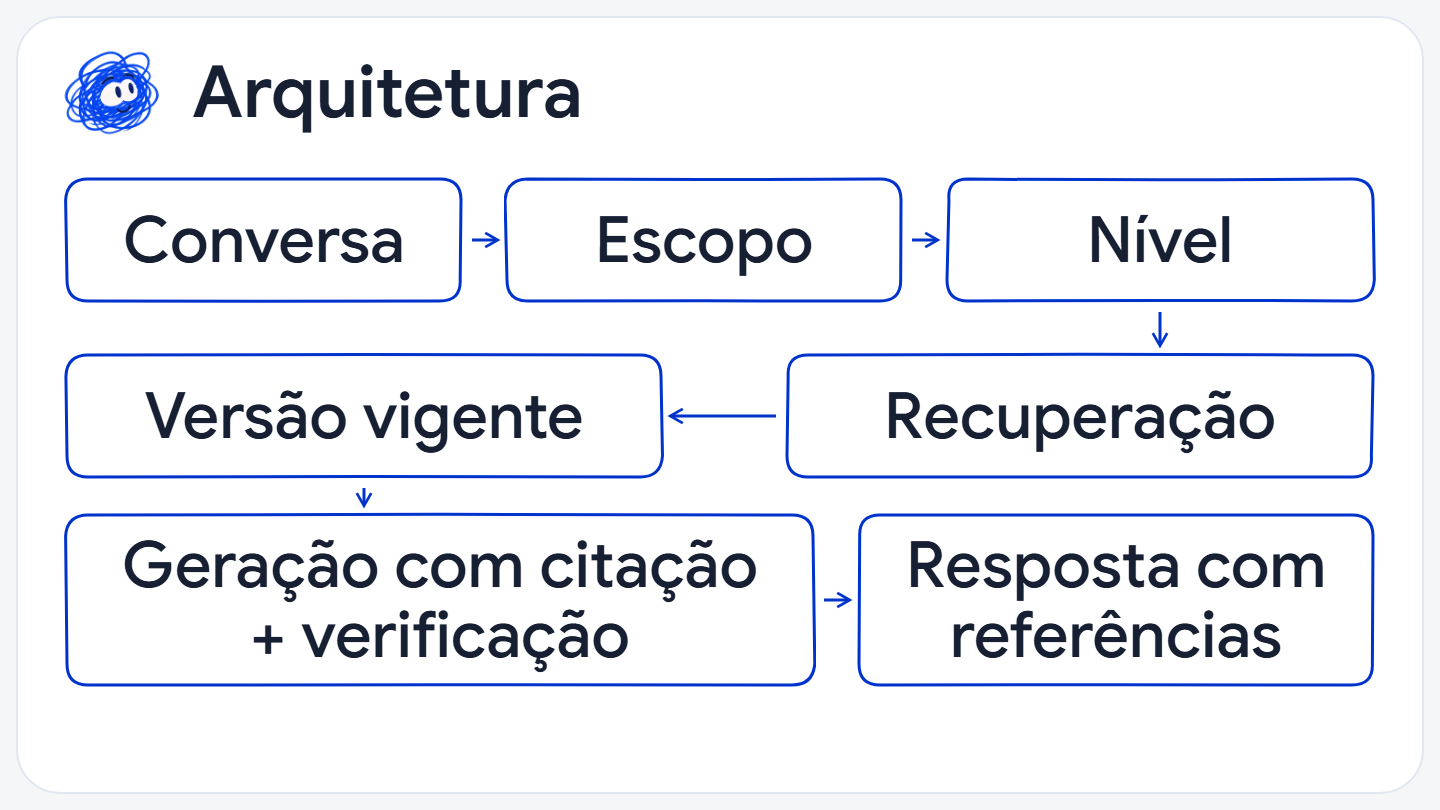 Arquitetura
Conversa
Escopo
Nível
Recuperação
Versão vigente
Geração com citação
+ verificação
Resposta com
referências